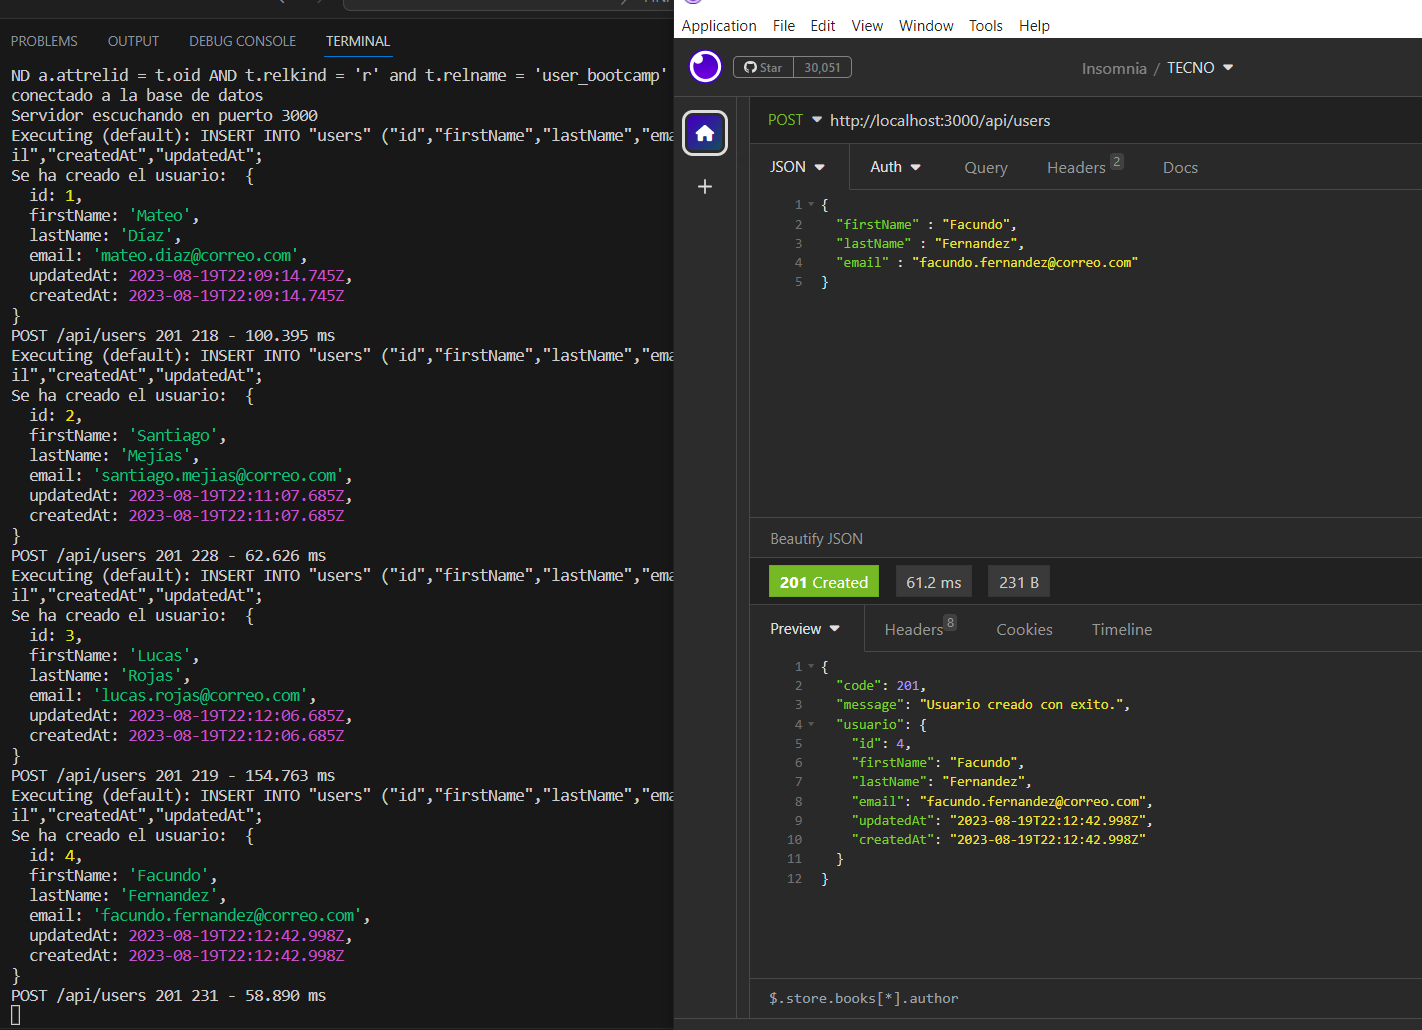 PROBLEMS OUTPUT DEBUG CONSOLE TERMINAL
ND a.attrelid = t.oid AND t.relkind = 'r' and t.relname = 'user_bootcamp'
conectado a la base de datos
Servidor escuchando en puerto 3000
Executing (default): INSERT INTO "users" ("id","firstName","lastName","ema
il","createdAt","updatedAt";
Se ha creado el usuario:  {
  id: 1,
  firstName: 'Mateo',
  lastName: 'Díaz',
  email: 'mateo.diaz@correo.com',
  updatedAt: 2023-08-19T22:09:14.745Z,
  createdAt: 2023-08-19T22:09:14.745Z
}
POST /api/users 201 218 - 100.395 ms
Executing (default): INSERT INTO "users" ("id","firstName","lastName","ema
il","createdAt","updatedAt";
Se ha creado el usuario:  {
  id: 2,
  firstName: 'Santiago',
  lastName: 'Mejías',
  email: 'santiago.mejias@correo.com',
  updatedAt: 2023-08-19T22:11:07.685Z,
  createdAt: 2023-08-19T22:11:07.685Z
}
POST /api/users 201 228 - 62.626 ms
Executing (default): INSERT INTO "users" ("id","firstName","lastName","ema
il","createdAt","updatedAt";
Se ha creado el usuario:  {
  id: 3,
  firstName: 'Lucas',
  lastName: 'Rojas',
  email: 'lucas.rojas@correo.com',
  updatedAt: 2023-08-19T22:12:06.685Z,
  createdAt: 2023-08-19T22:12:06.685Z
}
POST /api/users 201 219 - 154.763 ms
Executing (default): INSERT INTO "users" ("id","firstName","lastName","ema
il","createdAt","updatedAt";
Se ha creado el usuario:  {
  id: 4,
  firstName: 'Facundo',
  lastName: 'Fernandez',
  email: 'facundo.fernandez@correo.com',
  updatedAt: 2023-08-19T22:12:42.998Z,
  createdAt: 2023-08-19T22:12:42.998Z
}
POST /api/users 201 231 - 58.890 ms
Application File Edit View Window Tools Help
Star 30,051 Insomnia / TECNO
POST http://localhost:3000/api/users
JSON Auth Query Headers 2 Docs
1 {
2 "firstName" : "Facundo",
3 "lastName" : "Fernandez",
4 "email" : "facundo.fernandez@correo.com"
5 }
Beautify JSON
201 Created 61.2 ms 231 B
Preview Headers 8 Cookies Timeline
1 {
2 "code": 201,
3 "message": "Usuario creado con exito.",
4 "usuario": {
5 "id": 4,
6 "firstName": "Facundo",
7 "lastName": "Fernandez",
8 "email": "facundo.fernandez@correo.com",
9 "updatedAt": "2023-08-19T22:12:42.998Z",
10 "createdAt": "2023-08-19T22:12:42.998Z"
11 }
12 }
$.store.books[*].author